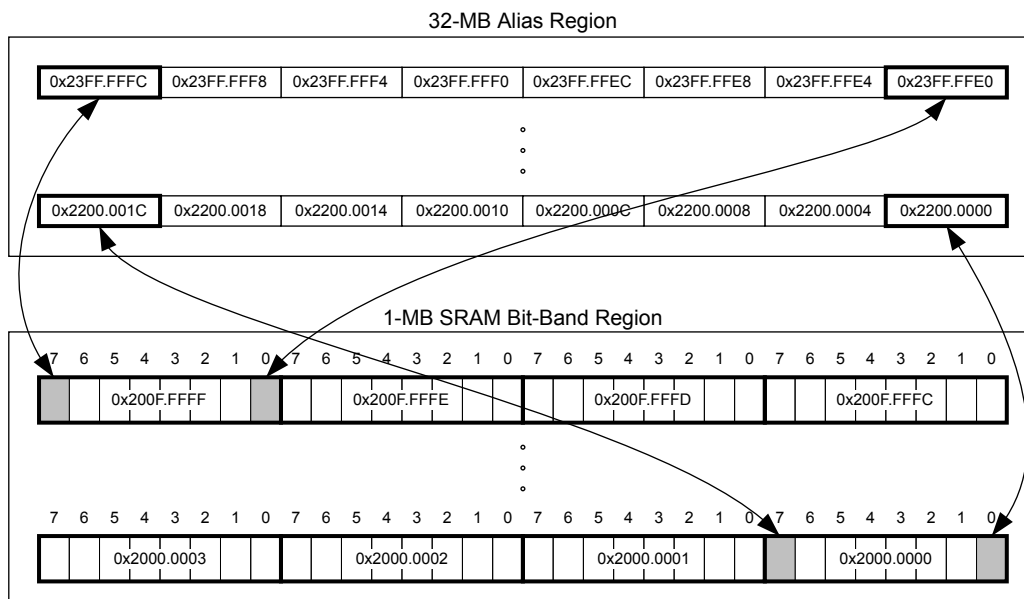 32-MB Alias Region
0x23FF.FFFC 0x23FF.FFF8 0x23FF.FFF4 0x23FF.FFF0 0x23FF.FFEC 0x23FF.FFE8 0x23FF.FFE4 0x23FF.FFE0
0x2200.001C 0x2200.0018 0x2200.0014 0x2200.0010 0x2200.000C 0x2200.0008 0x2200.0004 0x2200.0000
1-MB SRAM Bit-Band Region
7 6 5 4 3 2 1 0 7 6 5 4 3 2 1 0 7 6 5 4 3 2 1 0 7 6 5 4 3 2 1 0
0x200F.FFFF 0x200F.FFFE 0x200F.FFFD 0x200F.FFFC
7 6 5 4 3 2 1 0 7 6 5 4 3 2 1 0 7 6 5 4 3 2 1 0 7 6 5 4 3 2 1 0
0x2000.0003 0x2000.0002 0x2000.0001 0x2000.0000